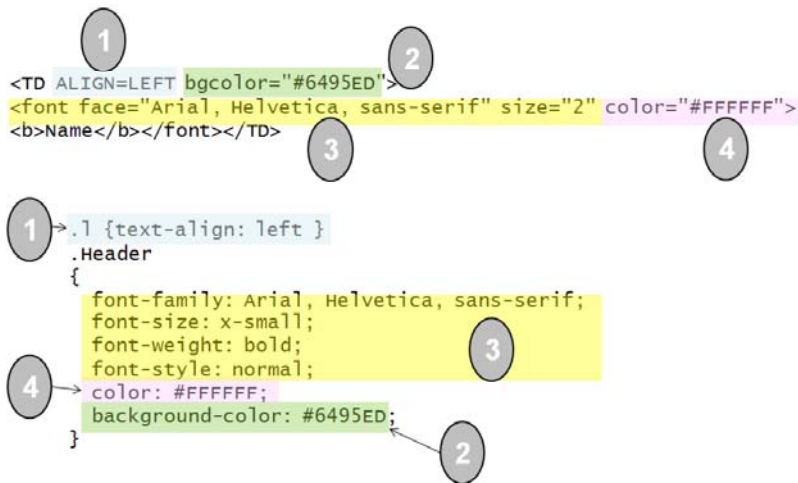 1
2
<TD ALIGN=LEFT bgcolor="#6495ED">
<font face="Arial, Helvetica, sans-serif" size="2" color="#FFFFFF">
<b>Name</b></font></TD>
3
4
1
.l {text-align: left }
.Header
{
font-family: Arial, Helvetica, sans-serif;
font-size: x-small;
font-weight: bold;
3
font-style: normal;
4
color: #FFFFFF;
background-color: #6495ED;
}
2